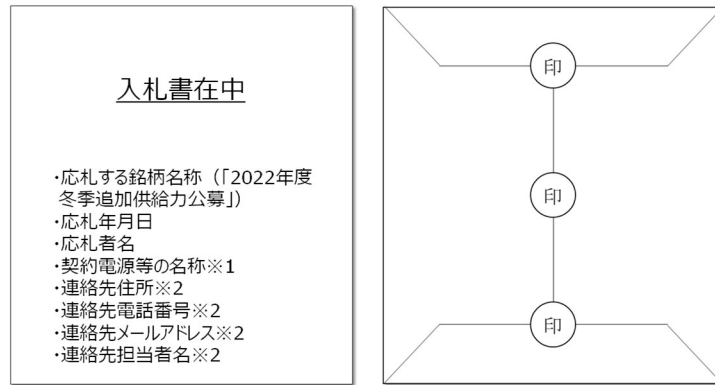 入札書在中
・応札する銘柄名称（「2022年度
冬季追加供給力公募」）
・応札年月日
・応札者名
・契約電源等の名称※1
・連絡先住所※2
・連絡先電話番号※2
・連絡先メールアドレス※2
・連絡先担当者名※2
印
印
印